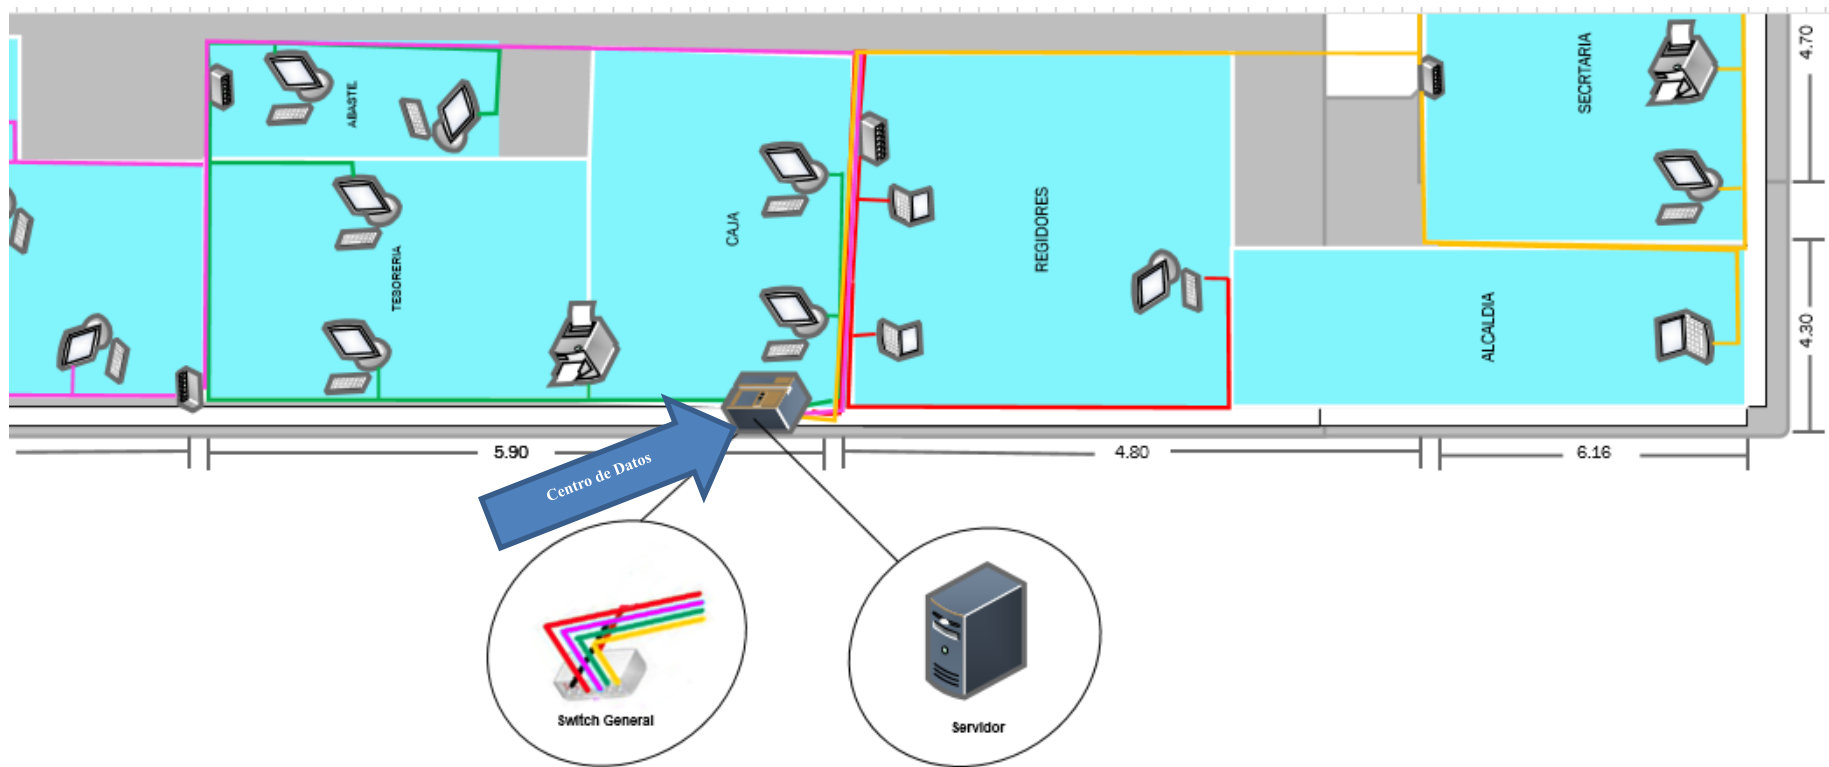 4.70
SECRTARIA
ABASTE.
REGIDORES
CAJA
TESORERIA
ALCALDIA
4.30
5.90
4.80
6.16
Centro de Datos
Switch General
Servidor